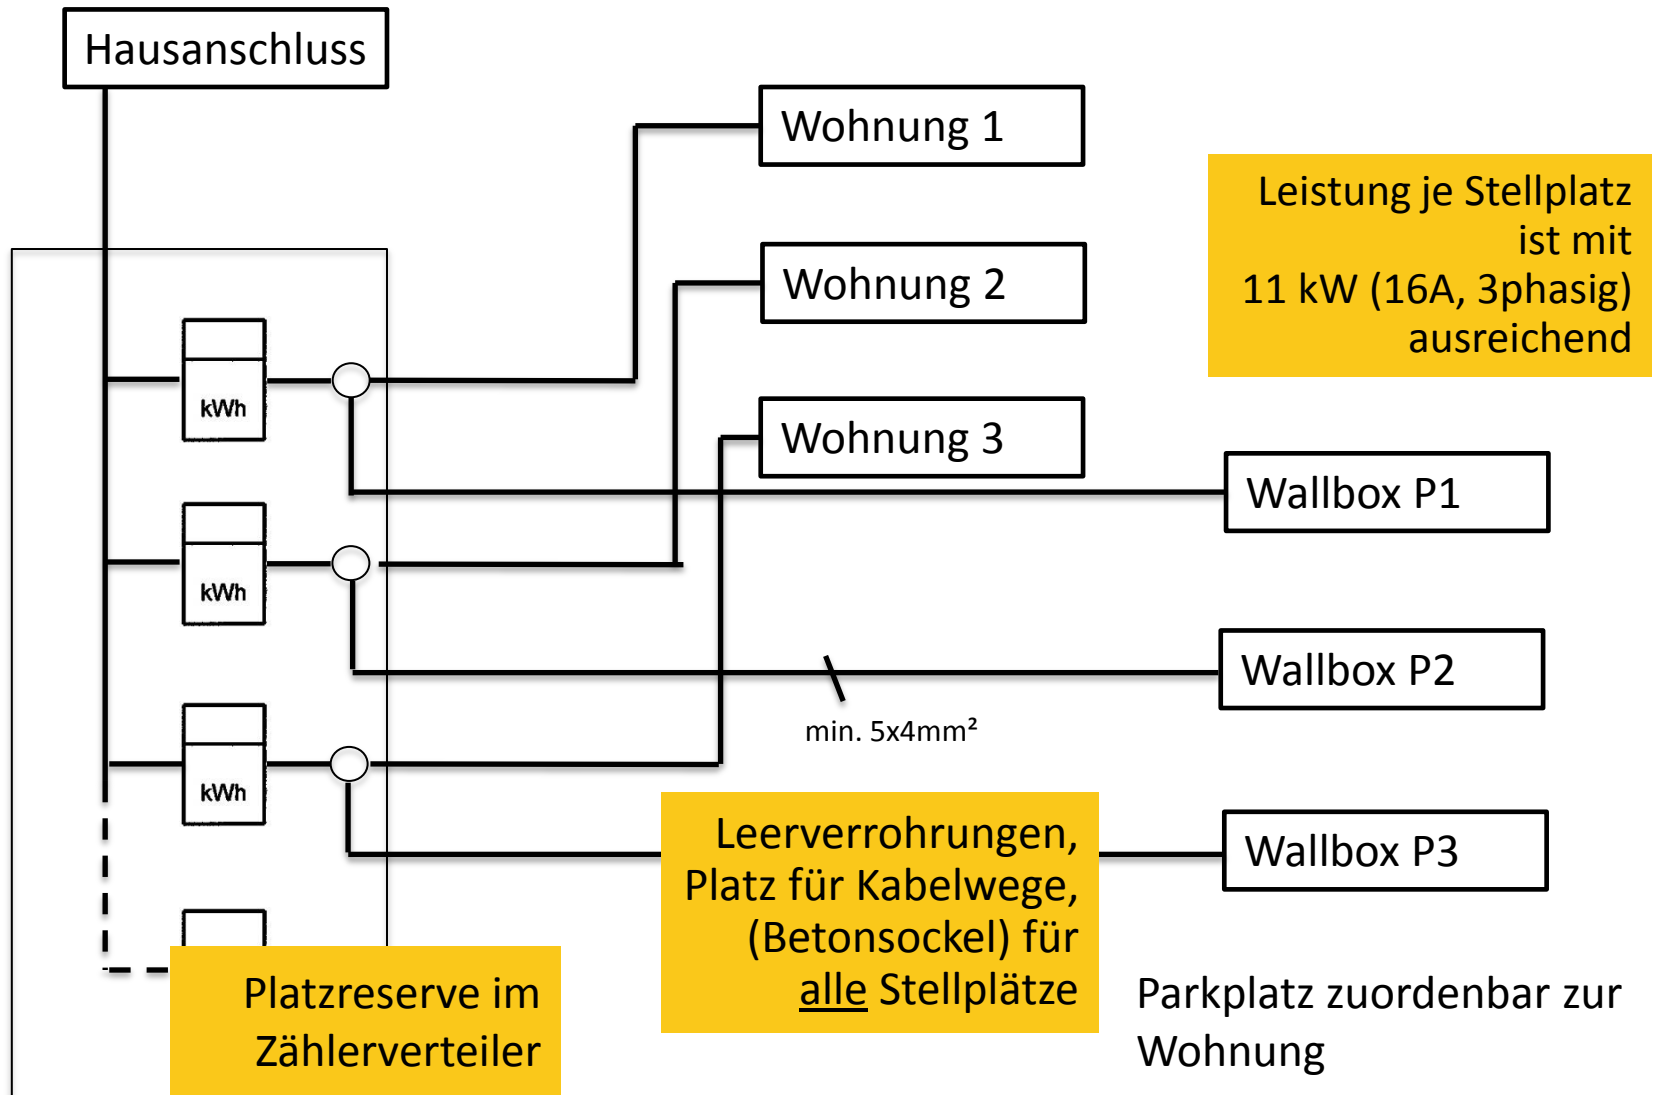 Hausanschluss
Wohnung 1
Leistung je Stellplatz
ist mit
11 kW (16A, 3phasig)
ausreichend
Wohnung 2
kWh
Wohnung 3
Wallbox P1
kWh
Wallbox P2
min. 5x4mm²
kWh
Leerverrohrungen,
Platz für Kabelwege,
(Betonsockel) für
alle Stellplätze
Wallbox P3
Platzreserve im
Zählerverteiler
Parkplatz zuordenbar zur
Wohnung